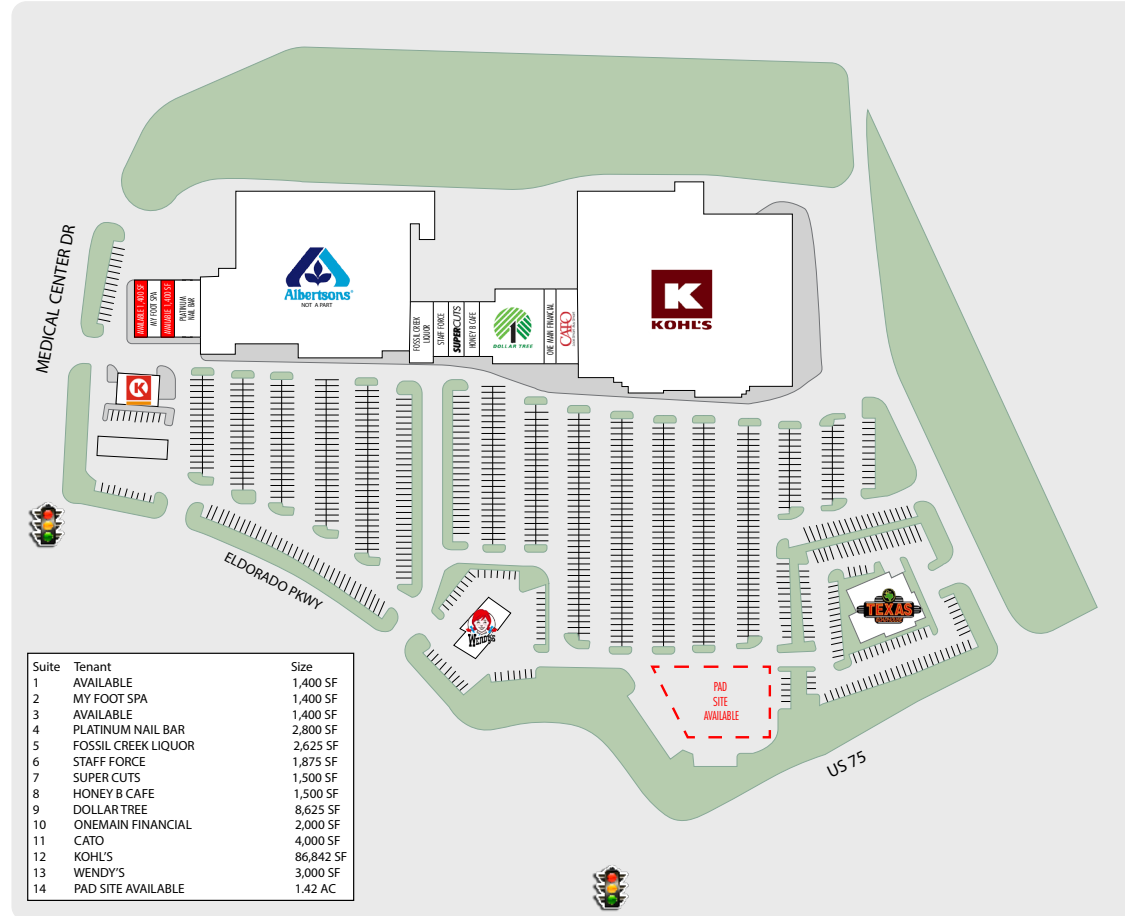 MEDICAL CENTER DR
AVAILABLE 1,400 SF
MY FOOT SPA
AVAILABLE 1,400 SF
PLATINUM
NAIL BAR
Albertsons
NOT A PART
FOSSIL CREEK
LIQUOR
STAFF FORCE
SUPERCUTS
HONEY B CAFE
DOLLAR TREE
ONE MAIN FINANCIAL
CATO
K
KOHL'S
K
ELDORADO PKWY
WENDY'S
TEXAS
PAD
SITE
AVAILABLE
US 75
Suite Tenant Size
1 AVAILABLE 1,400 SF
2 MY FOOT SPA 1,400 SF
3 AVAILABLE 1,400 SF
4 PLATINUM NAIL BAR 2,800 SF
5 FOSSIL CREEK LIQUOR 2,625 SF
6 STAFF FORCE 1,875 SF
7 SUPER CUTS 1,500 SF
8 HONEY B CAFE 1,500 SF
9 DOLLAR TREE 8,625 SF
10 ONEMAIN FINANCIAL 2,000 SF
11 CATO 4,000 SF
12 KOHL'S 86,842 SF
13 WENDY'S 3,000 SF
14 PAD SITE AVAILABLE 1.42 AC